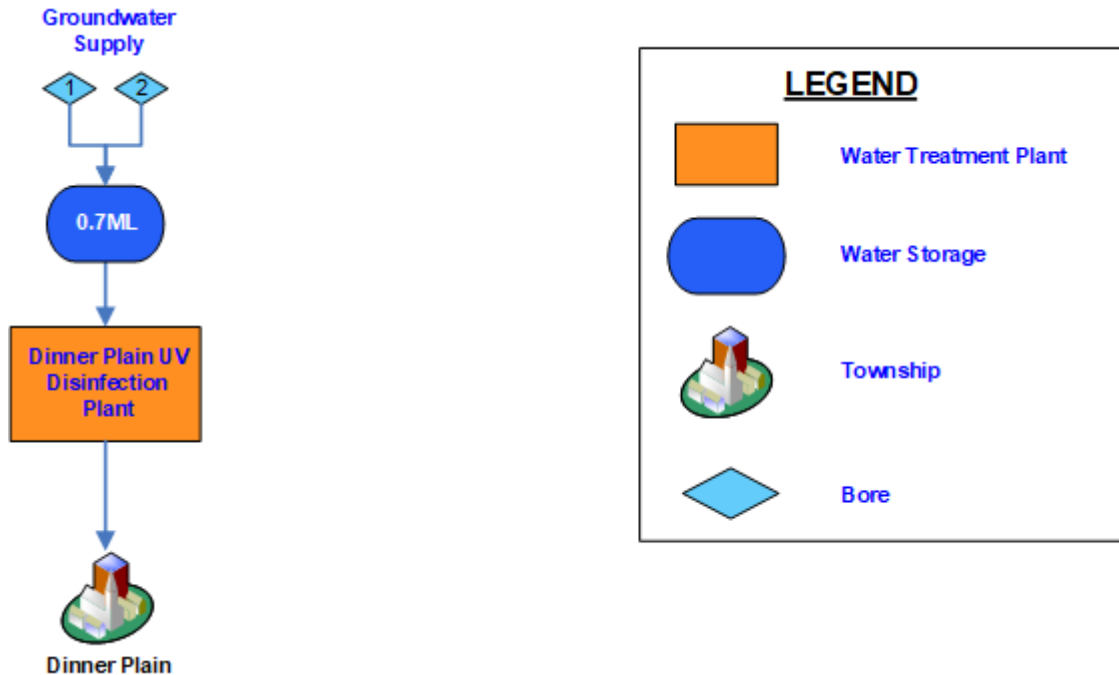 Groundwater
Supply
1
2
0.7ML
Dinner Plain UV
Disinfection
Plant
Dinner Plain
LEGEND
Water Treatment Plant
Water Storage
Township
Bore